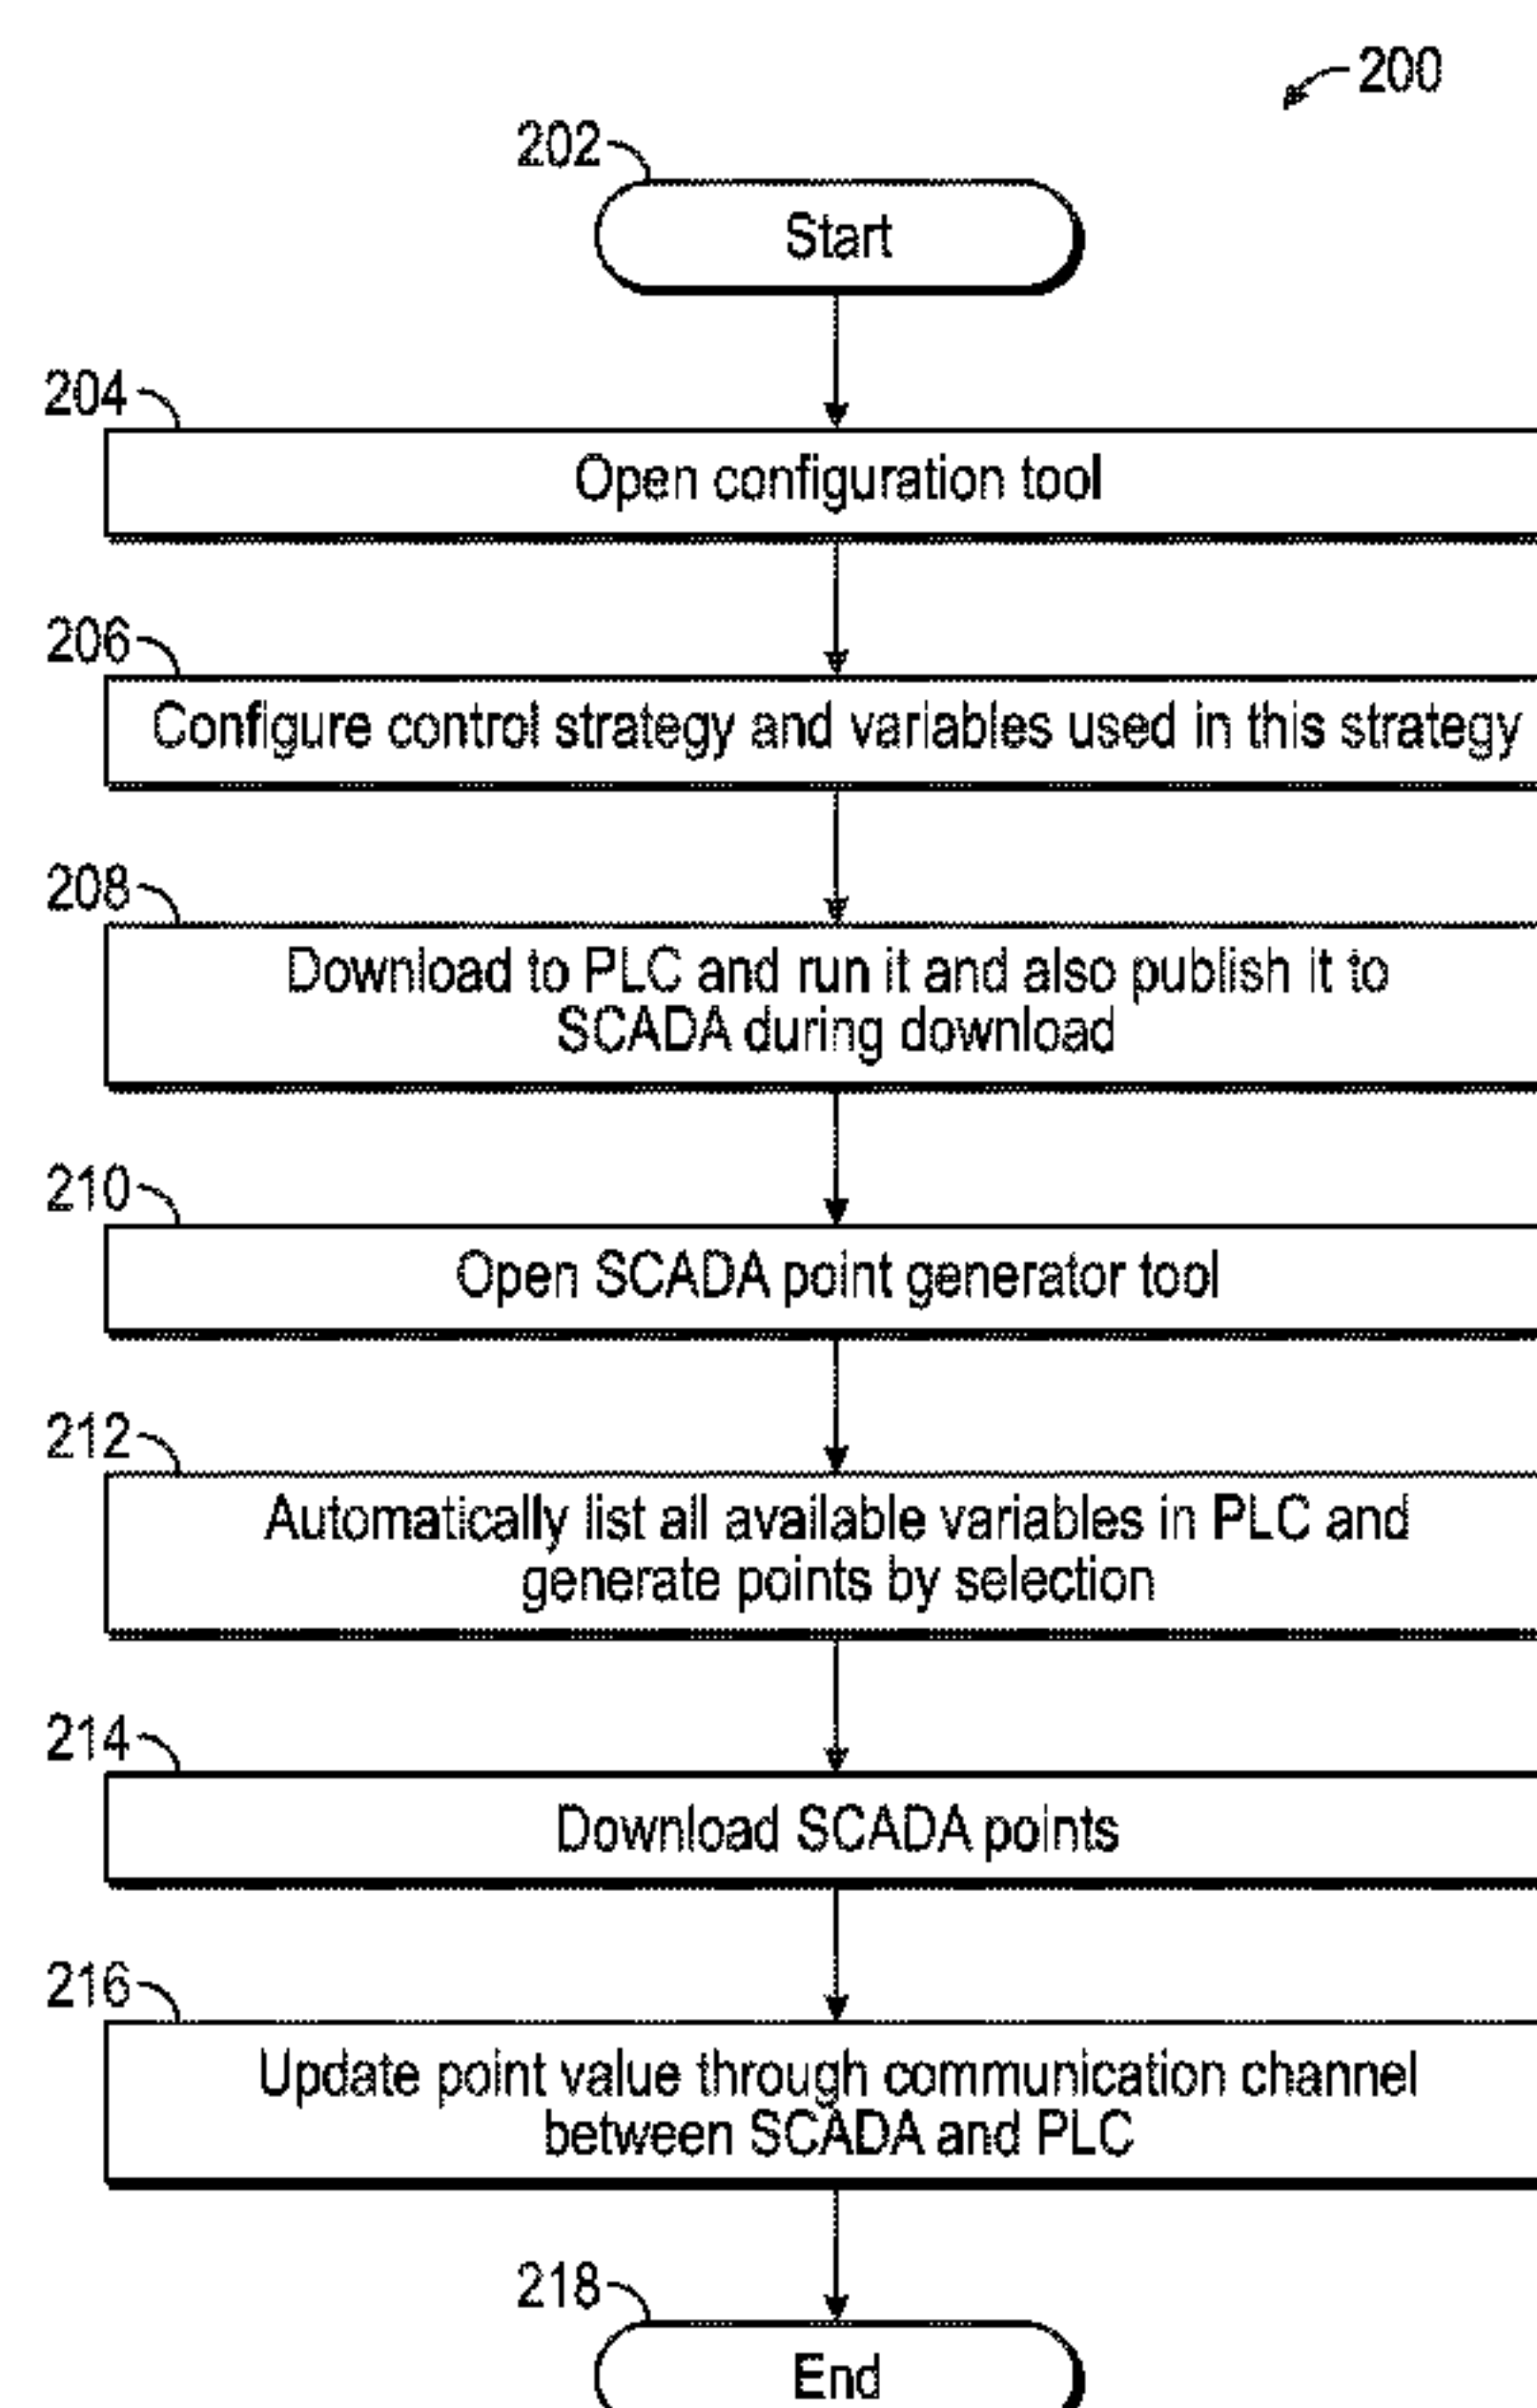 200
202
Start
204
Open configuration tool
206
Configure control strategy and variables used in this strategy
208
Download to PLC and run it and also publish it to
SCADA during download
210
Open SCADA point generator tool
212
Automatically list all available variables in PLC and
generate points by selection
214
Download SCADA points
216
Update point value through communication channel
between SCADA and PLC
218
End